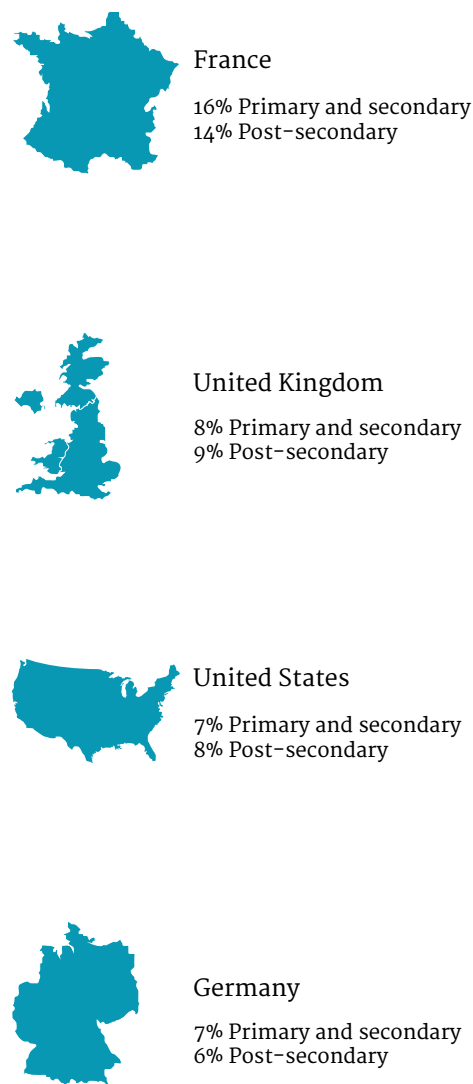 France
16% Primary and secondary
14% Post-secondary
United Kingdom
8% Primary and secondary
9% Post-secondary
United States
7% Primary and secondary
8% Post-secondary
Germany
7% Primary and secondary
6% Post-secondary